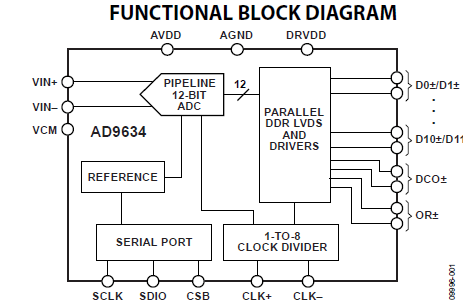 FUNCTIONAL BLOCK DIAGRAM
AVDD AGND DRVDD
VIN+
VIN–
VCM
AD9634
PIPELINE
12-BIT
ADC
12
PARALLEL
DDR LVDS
AND
DRIVERS
D0±/D1±
.
.
.
D10±/D11
DCO±
OR±
REFERENCE
SERIAL PORT
1-TO-8
CLOCK DIVIDER
SCLK SDIO CSB CLK+ CLK–
09996-001